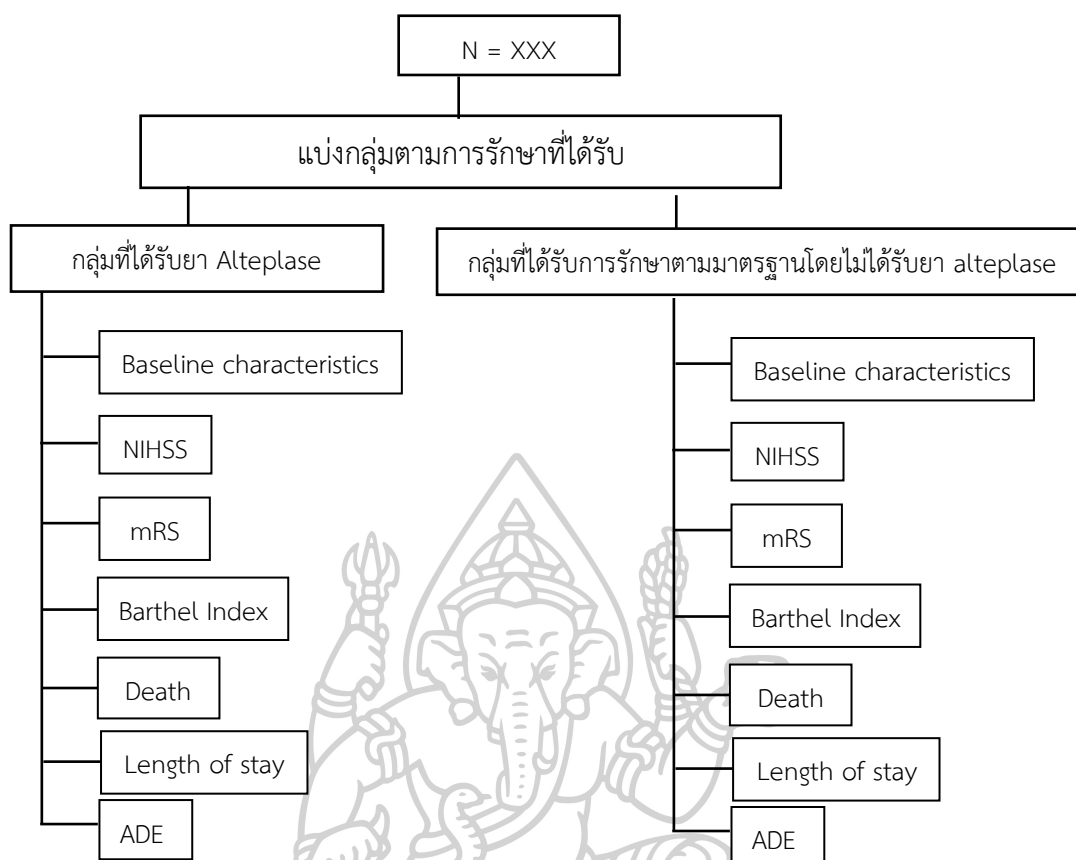 N = XXX
แบ่งกลุ่มตามการรักษาที่ได้รับ
กลุ่มที่ได้รับยา Alteplase
Baseline characteristics
NIHSS
mRS
Barthel Index
Death
Length of stay
ADE
กลุ่มที่ได้รับการรักษาตามมาตรฐานโดยไม่ได้รับยา alteplase
Baseline characteristics
NIHSS
mRS
Barthel Index
Death
Length of stay
ADE